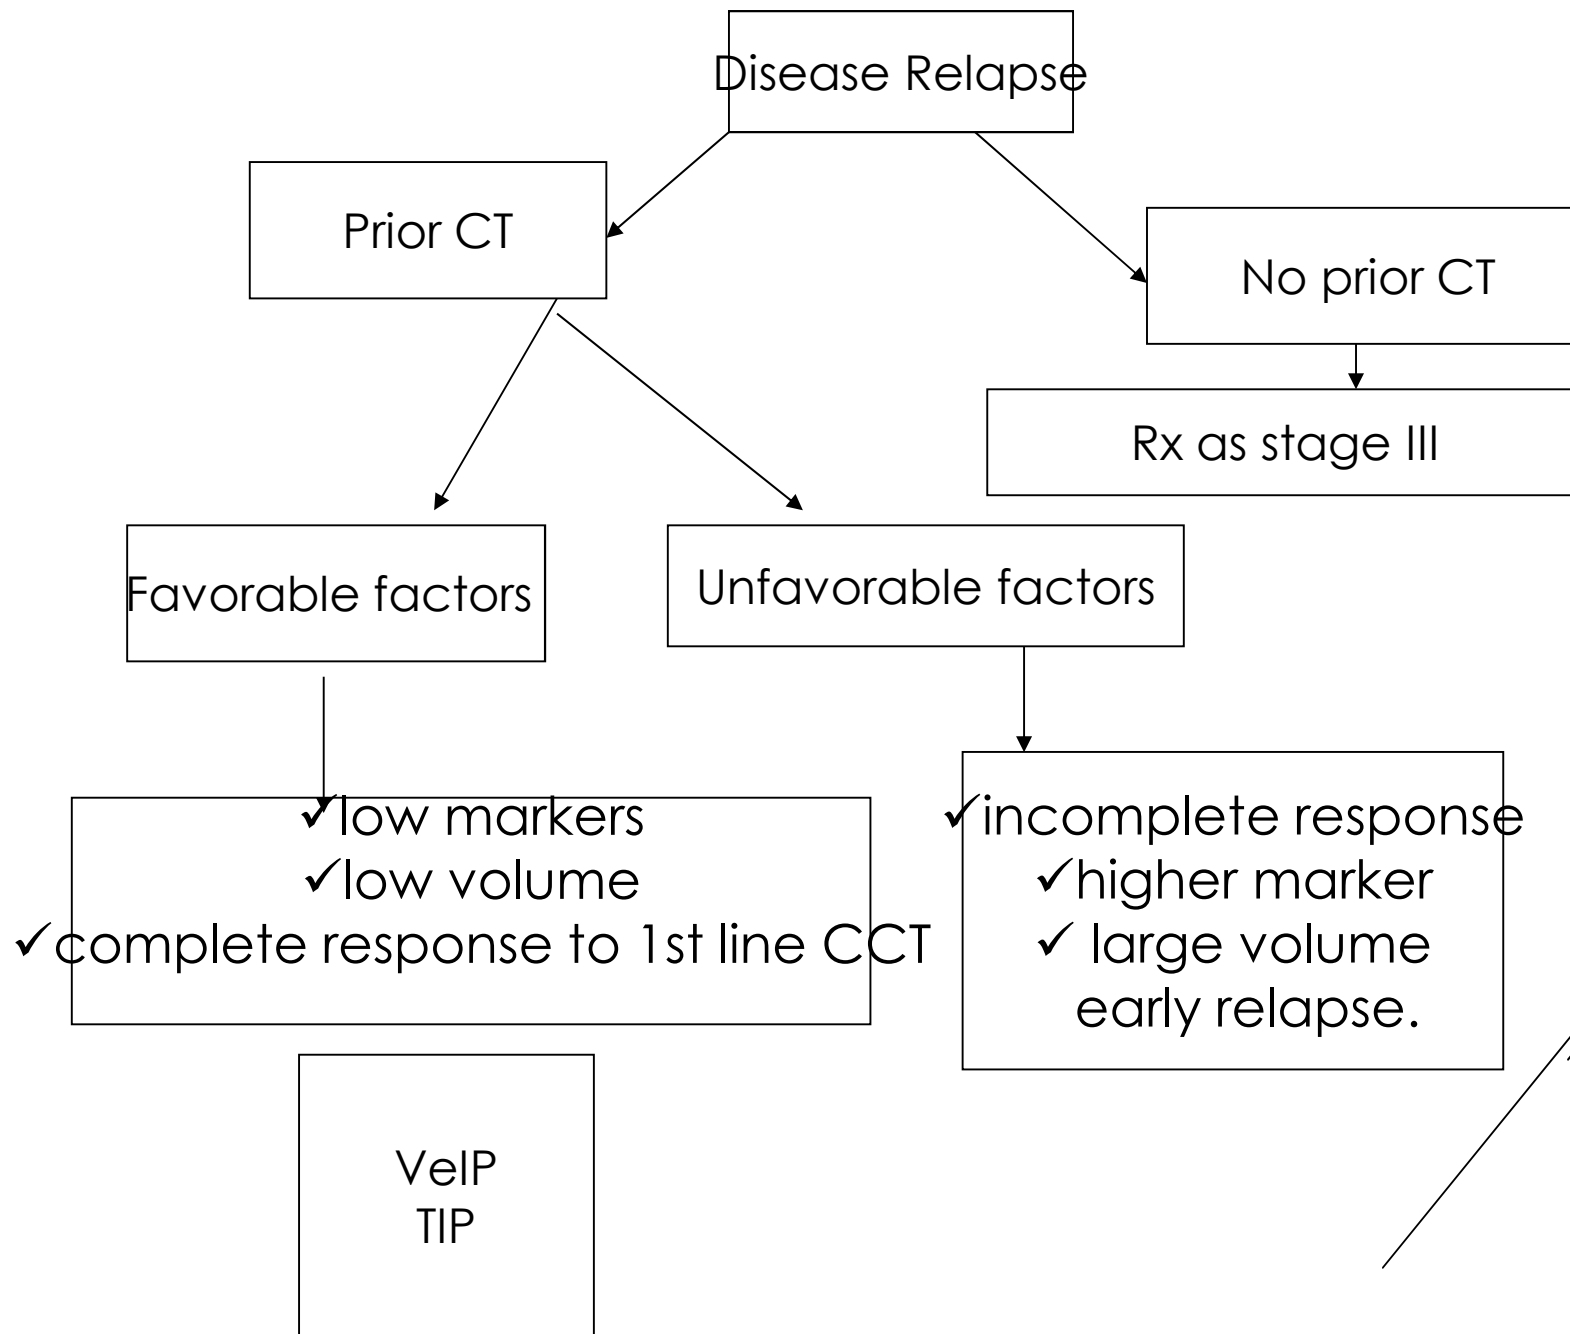 Disease Relapse
Prior CT
No prior CT
Rx as stage III
Favorable factors
Unfavorable factors
✓low markers
✓low volume
✓complete response to 1st line CCT
✓incomplete response
✓higher marker
✓ large volume
early relapse.
VeIP
TIP